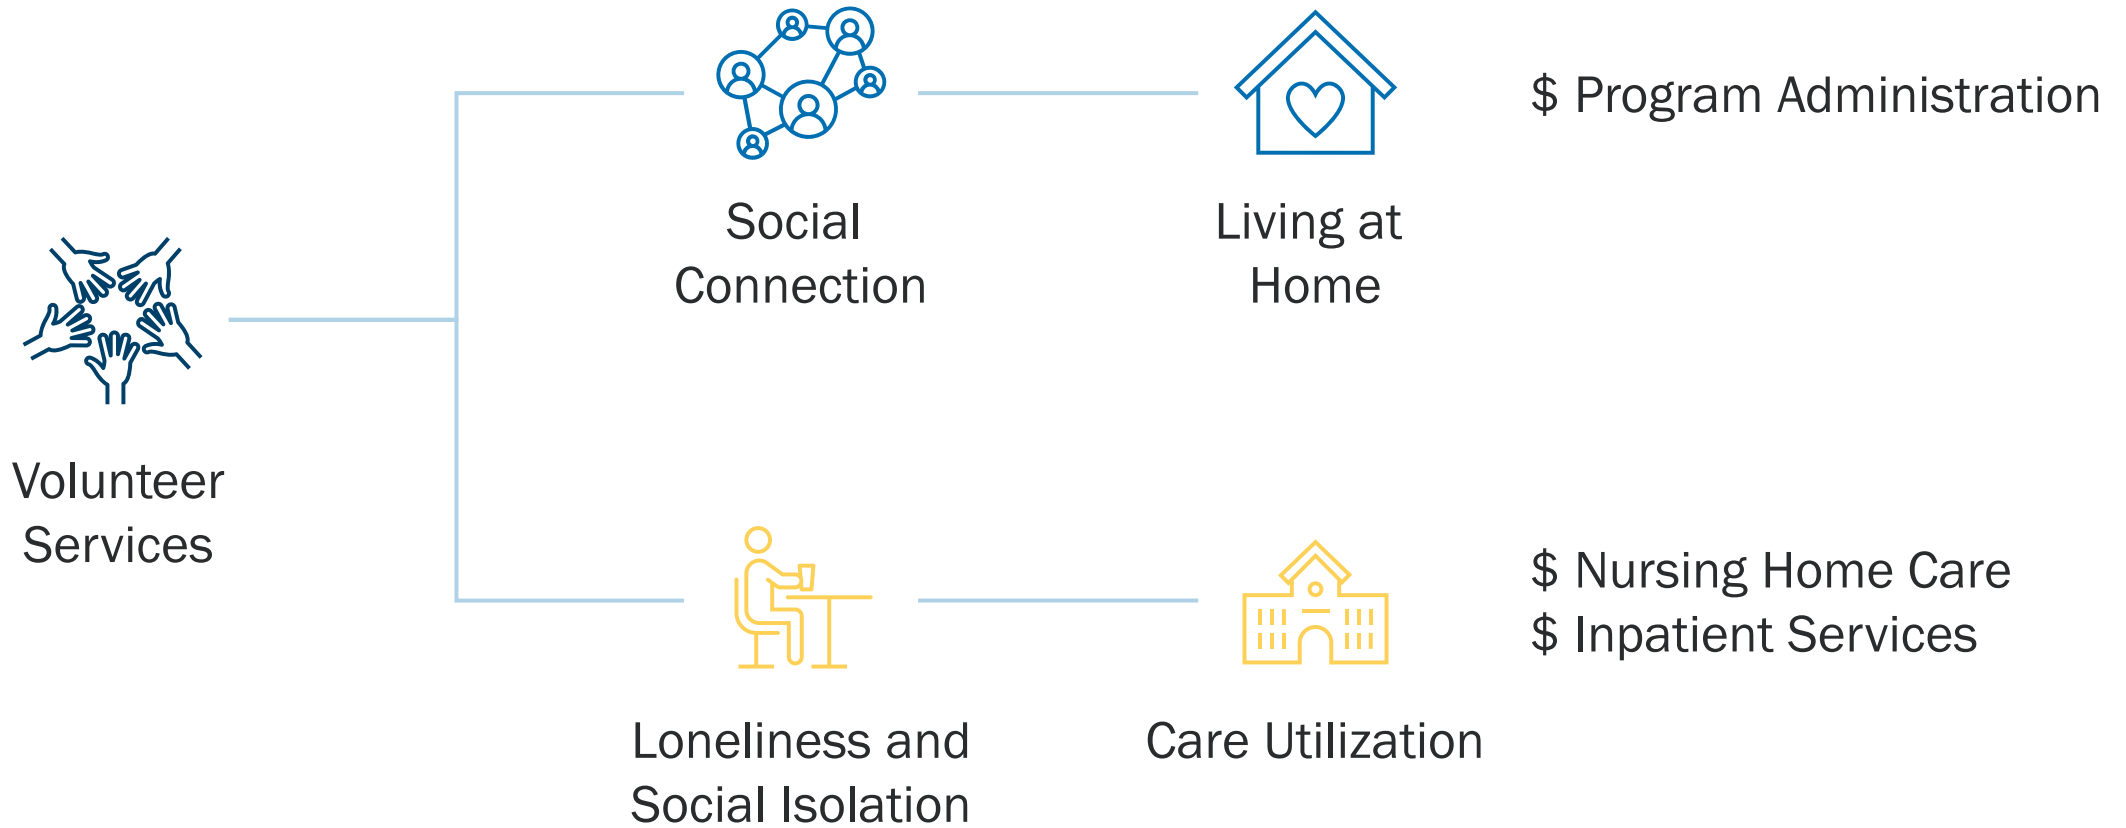 Volunteer
Services
Social
Connection
Living at
Home
$ Program Administration
Loneliness and
Social Isolation
Care Utilization
$ Nursing Home Care
$ Inpatient Services